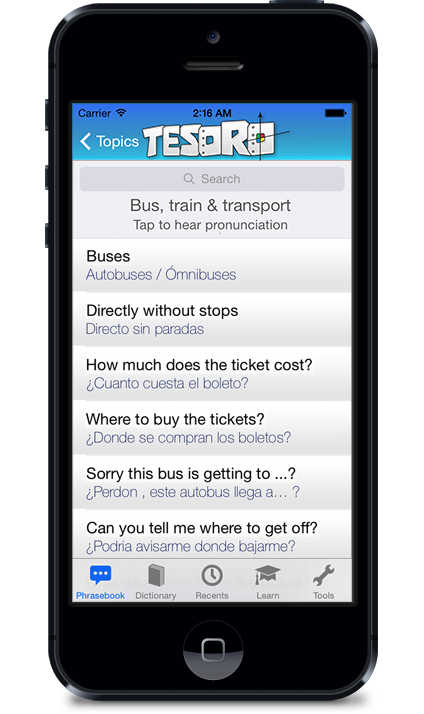 Carrier 2:16 AM
Topics TESORO
Search
Bus, train & transport
Tap to hear pronunciation
Buses
Autobuses / Ómnibuses
Directly without stops
Directo sin paradas
How much does the ticket cost?
¿Cuanto cuesta el boleto?
Where to buy the tickets?
¿Donde se compran los boletos?
Sorry this bus is getting to ...?
¿Perdon , este autobus llega a… ?
Can you tell me where to get off?
¿Podria avisarme donde bajarme?
Phrasebook Dictionary Recents Learn Tools